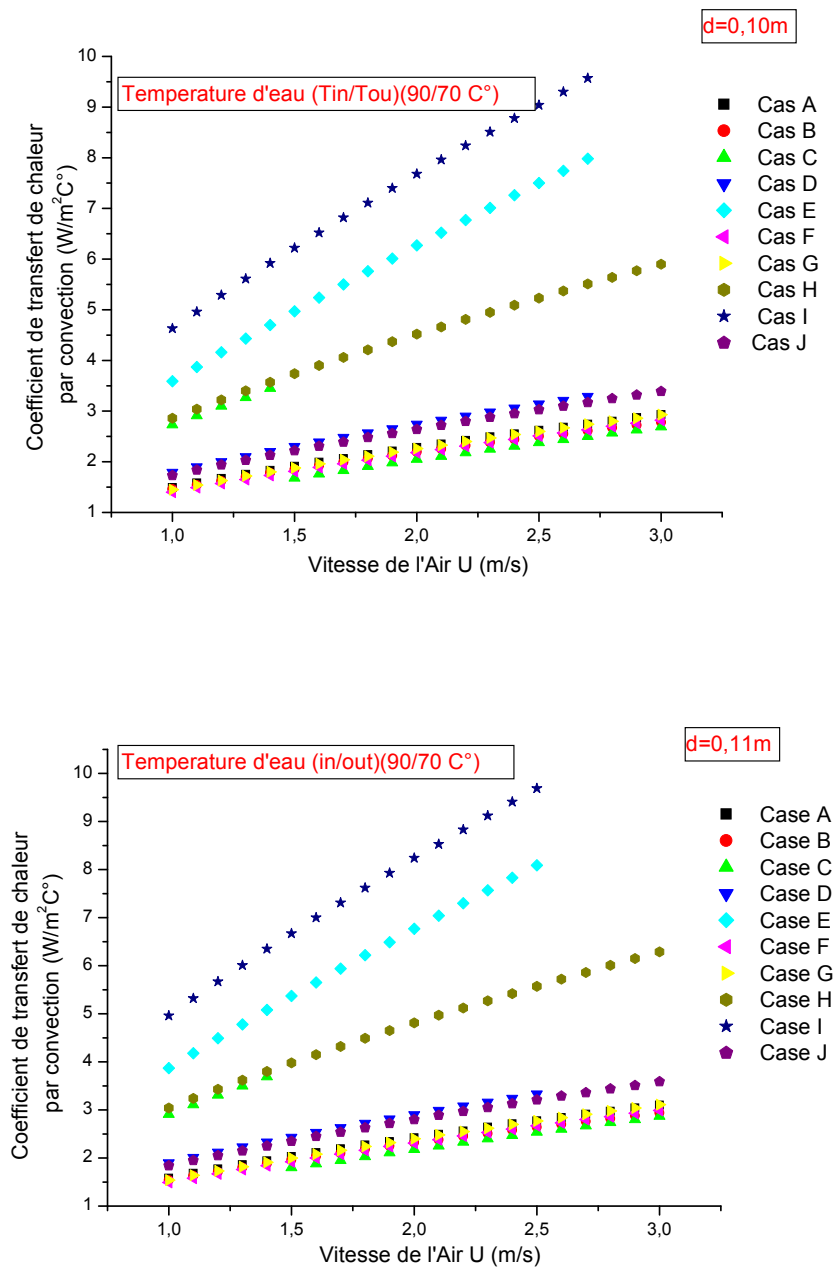 d=0,10m
Temperature d'eau (Tin/Tou)(90/70 C°)
Coefficient de transfert de chaleur
par convection (W/m²C°)
10
9
8
7
6
5
4
3
2
1
1,0
1,5
2,0
2,5
3,0
Vitesse de l'Air U (m/s)
Cas A
Cas B
Cas C
Cas D
Cas E
Cas F
Cas G
Cas H
Cas I
Cas J
d=0,11m
Temperature d'eau (in/out)(90/70 C°)
Coefficient de transfert de chaleur
par convection (W/m²C°)
10
9
8
7
6
5
4
3
2
1
1,0
1,5
2,0
2,5
3,0
Vitesse de l'Air U (m/s)
Case A
Case B
Case C
Case D
Case E
Case F
Case G
Case H
Case I
Case J